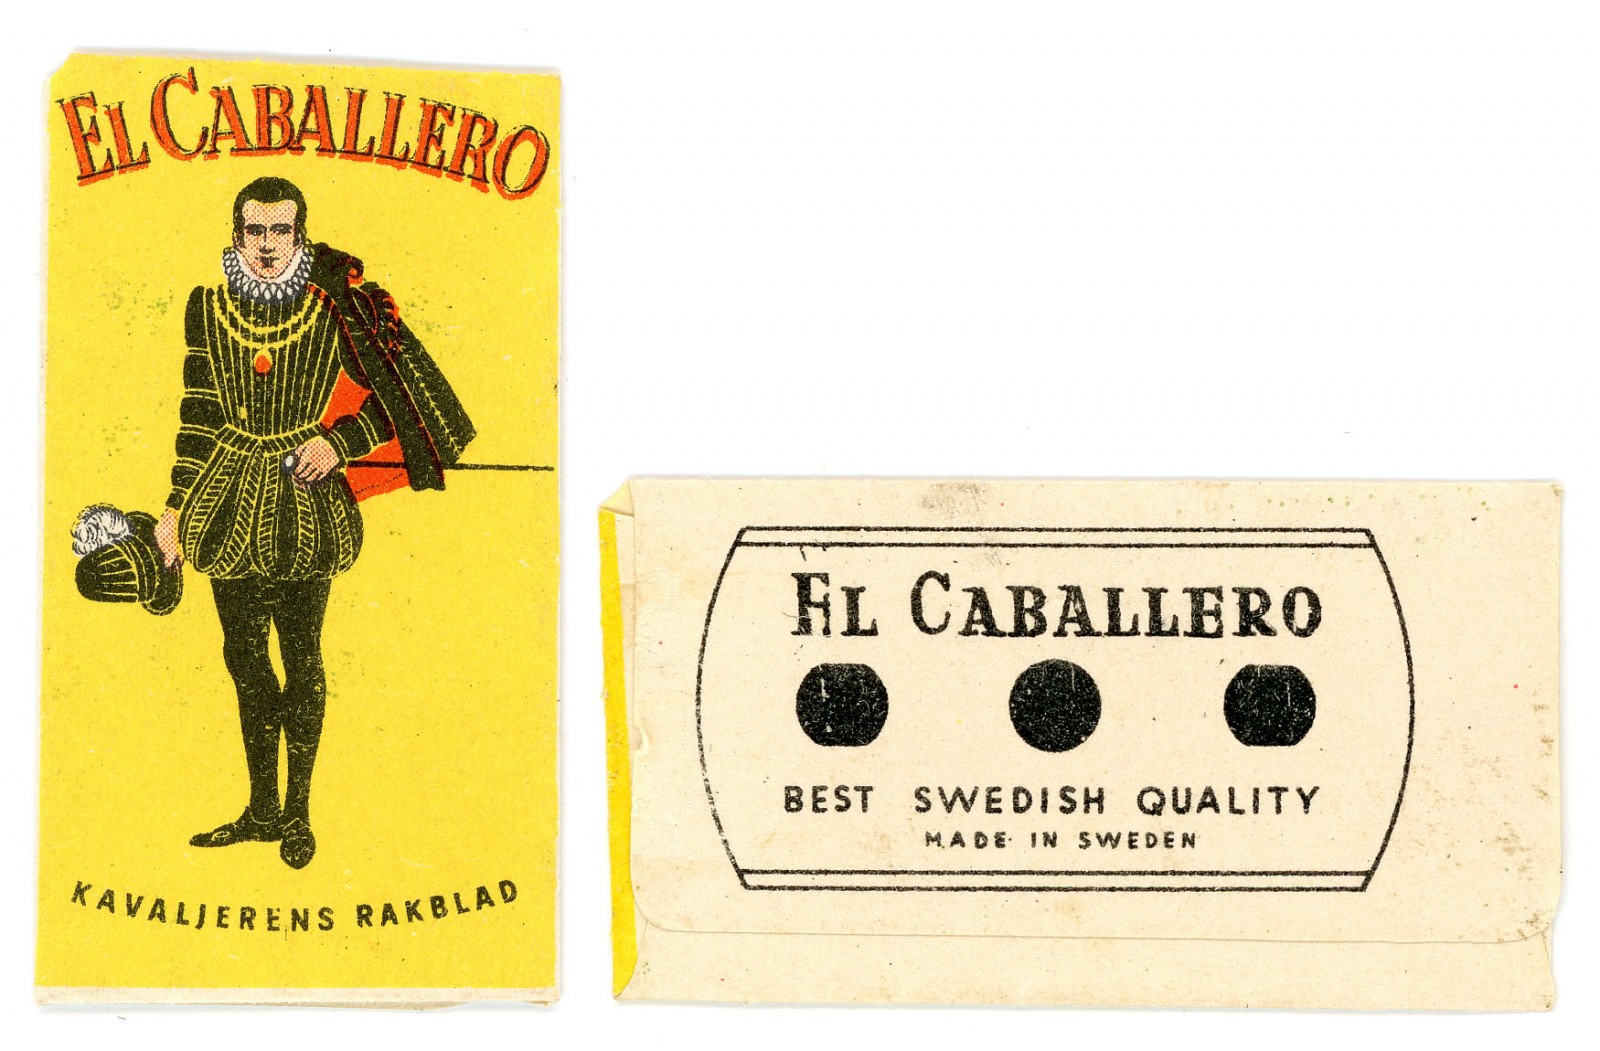 EL CABALLERO
KAVALJERENS RAKBLAD
EL CABALLERO
BEST SWEDISH QUALITY
MADE IN SWEDEN